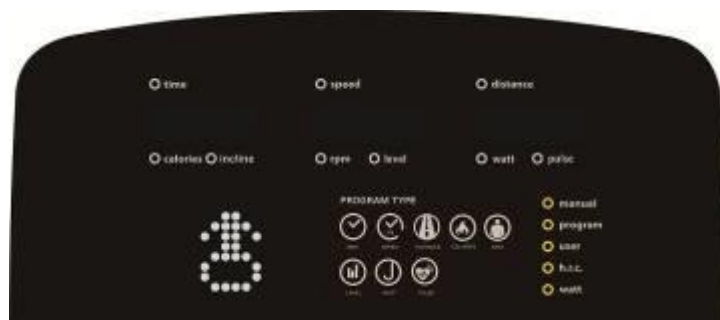 time speed distance
calories incline rpm level watt pulse
PROGRAM TYPE
manual
program
user
h.r.c.
watt